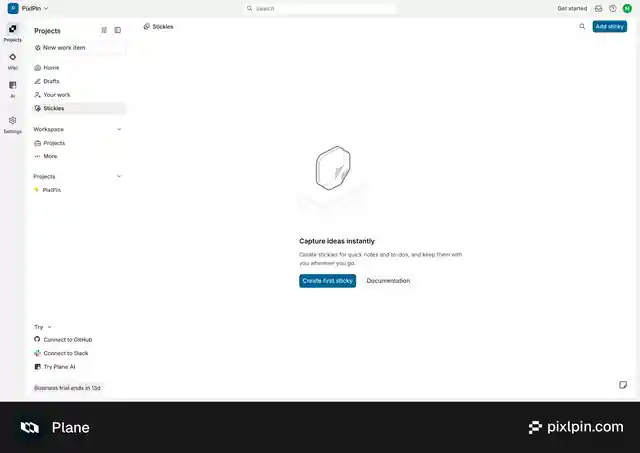 PixlPin
Search
Get started
M
Projects
Wiki
AI
Settings
Projects
New work item
Home
Drafts
Your work
Stickies
Workspace
Projects
More
Projects
PixlPin
Try
Connect to GitHub
Connect to Slack
Try Plane AI
Business trial ends in 13d
Stickies
Add sticky
Capture ideas instantly
Create stickies for quick notes and to-dos, and keep them with
you wherever you go.
Create first sticky
Documentation
Plane
pixlpin.com